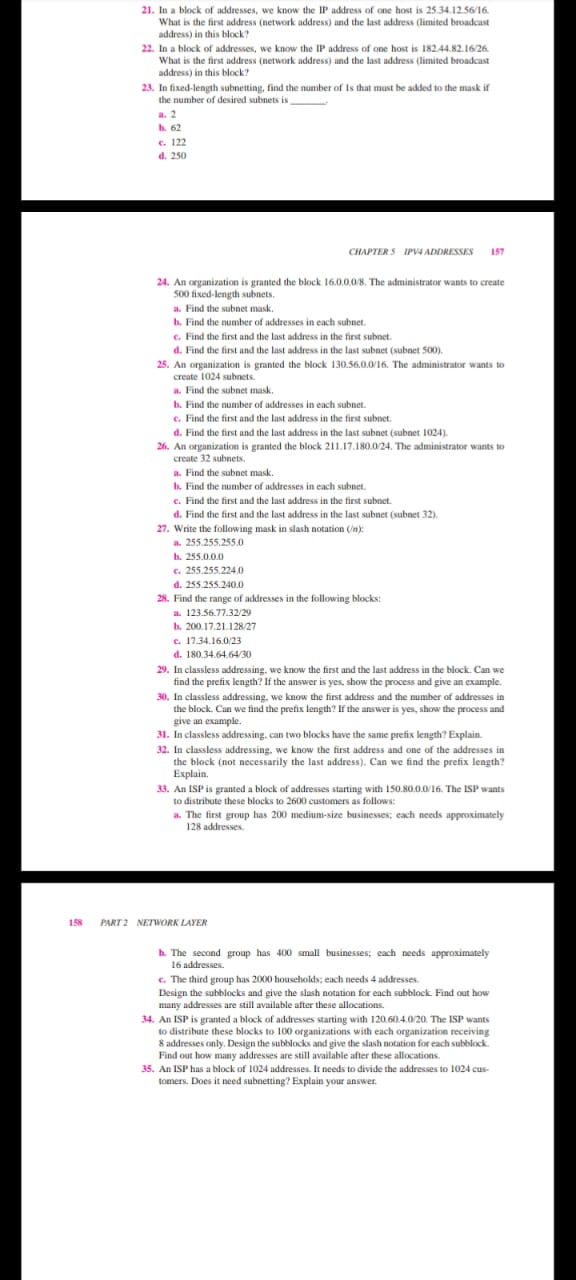 21. In a block of addresses, we know the IP address of one host is 25.34.12.56/16.
What is the first address (network address) and the last address (limited broadcast
address) in this block?
22. In a block of addresses, we know the IP address of one host is 182.44.82.16/26.
What is the first address (network address) and the last address (limited broadcast
address) in this block?
23. In fixed-length subnetting, find the number of 1s that must be added to the mask if
the number of desired subnets is ______.
a. 2
b. 62
c. 122
d. 250
CHAPTER 5 IPV4 ADDRESSES 157
24. An organization is granted the block 16.0.0.0/8. The administrator wants to create
500 fixed-length subnets.
a. Find the subnet mask.
b. Find the number of addresses in each subnet.
c. Find the first and the last address in the first subnet.
d. Find the first and the last address in the last subnet (subnet 500).
25. An organization is granted the block 130.56.0.0/16. The administrator wants to
create 1024 subnets.
a. Find the subnet mask.
b. Find the number of addresses in each subnet.
c. Find the first and the last address in the first subnet.
d. Find the first and the last address in the last subnet (subnet 1024).
26. An organization is granted the block 211.17.180.0/24. The administrator wants to
create 32 subnets.
a. Find the subnet mask.
b. Find the number of addresses in each subnet.
c. Find the first and the last address in the first subnet.
d. Find the first and the last address in the last subnet (subnet 32).
27. Write the following mask in slash notation (/n):
a. 255.255.255.0
b. 255.0.0.0
c. 255.255.224.0
d. 255.255.240.0
28. Find the range of addresses in the following blocks:
a. 123.56.77.32/29
b. 200.17.21.128/27
c. 17.34.16.0/23
d. 180.34.64.64/30
29. In classless addressing, we know the first and the last address in the block. Can we
find the prefix length? If the answer is yes, show the process and give an example.
30. In classless addressing, we know the first address and the number of addresses in
the block. Can we find the prefix length? If the answer is yes, show the process and
give an example.
31. In classless addressing, can two blocks have the same prefix length? Explain.
32. In classless addressing, we know the first address and one of the addresses in
the block (not necessarily the last address). Can we find the prefix length?
Explain.
33. An ISP is granted a block of addresses starting with 150.80.0.0/16. The ISP wants
to distribute these blocks to 2600 customers as follows:
a. The first group has 200 medium-size businesses; each needs approximately
128 addresses.
158 PART 2 NETWORK LAYER
b. The second group has 400 small businesses; each needs approximately
16 addresses.
c. The third group has 2000 households; each needs 4 addresses.
Design the subblocks and give the slash notation for each subblock. Find out how
many addresses are still available after these allocations.
34. An ISP is granted a block of addresses starting with 120.60.4.0/20. The ISP wants
to distribute these blocks to 100 organizations with each organization receiving
8 addresses only. Design the subblocks and give the slash notation for each subblock.
Find out how many addresses are still available after these allocations.
35. An ISP has a block of 1024 addresses. It needs to divide the addresses to 1024 cus-
tomers. Does it need subnetting? Explain your answer.